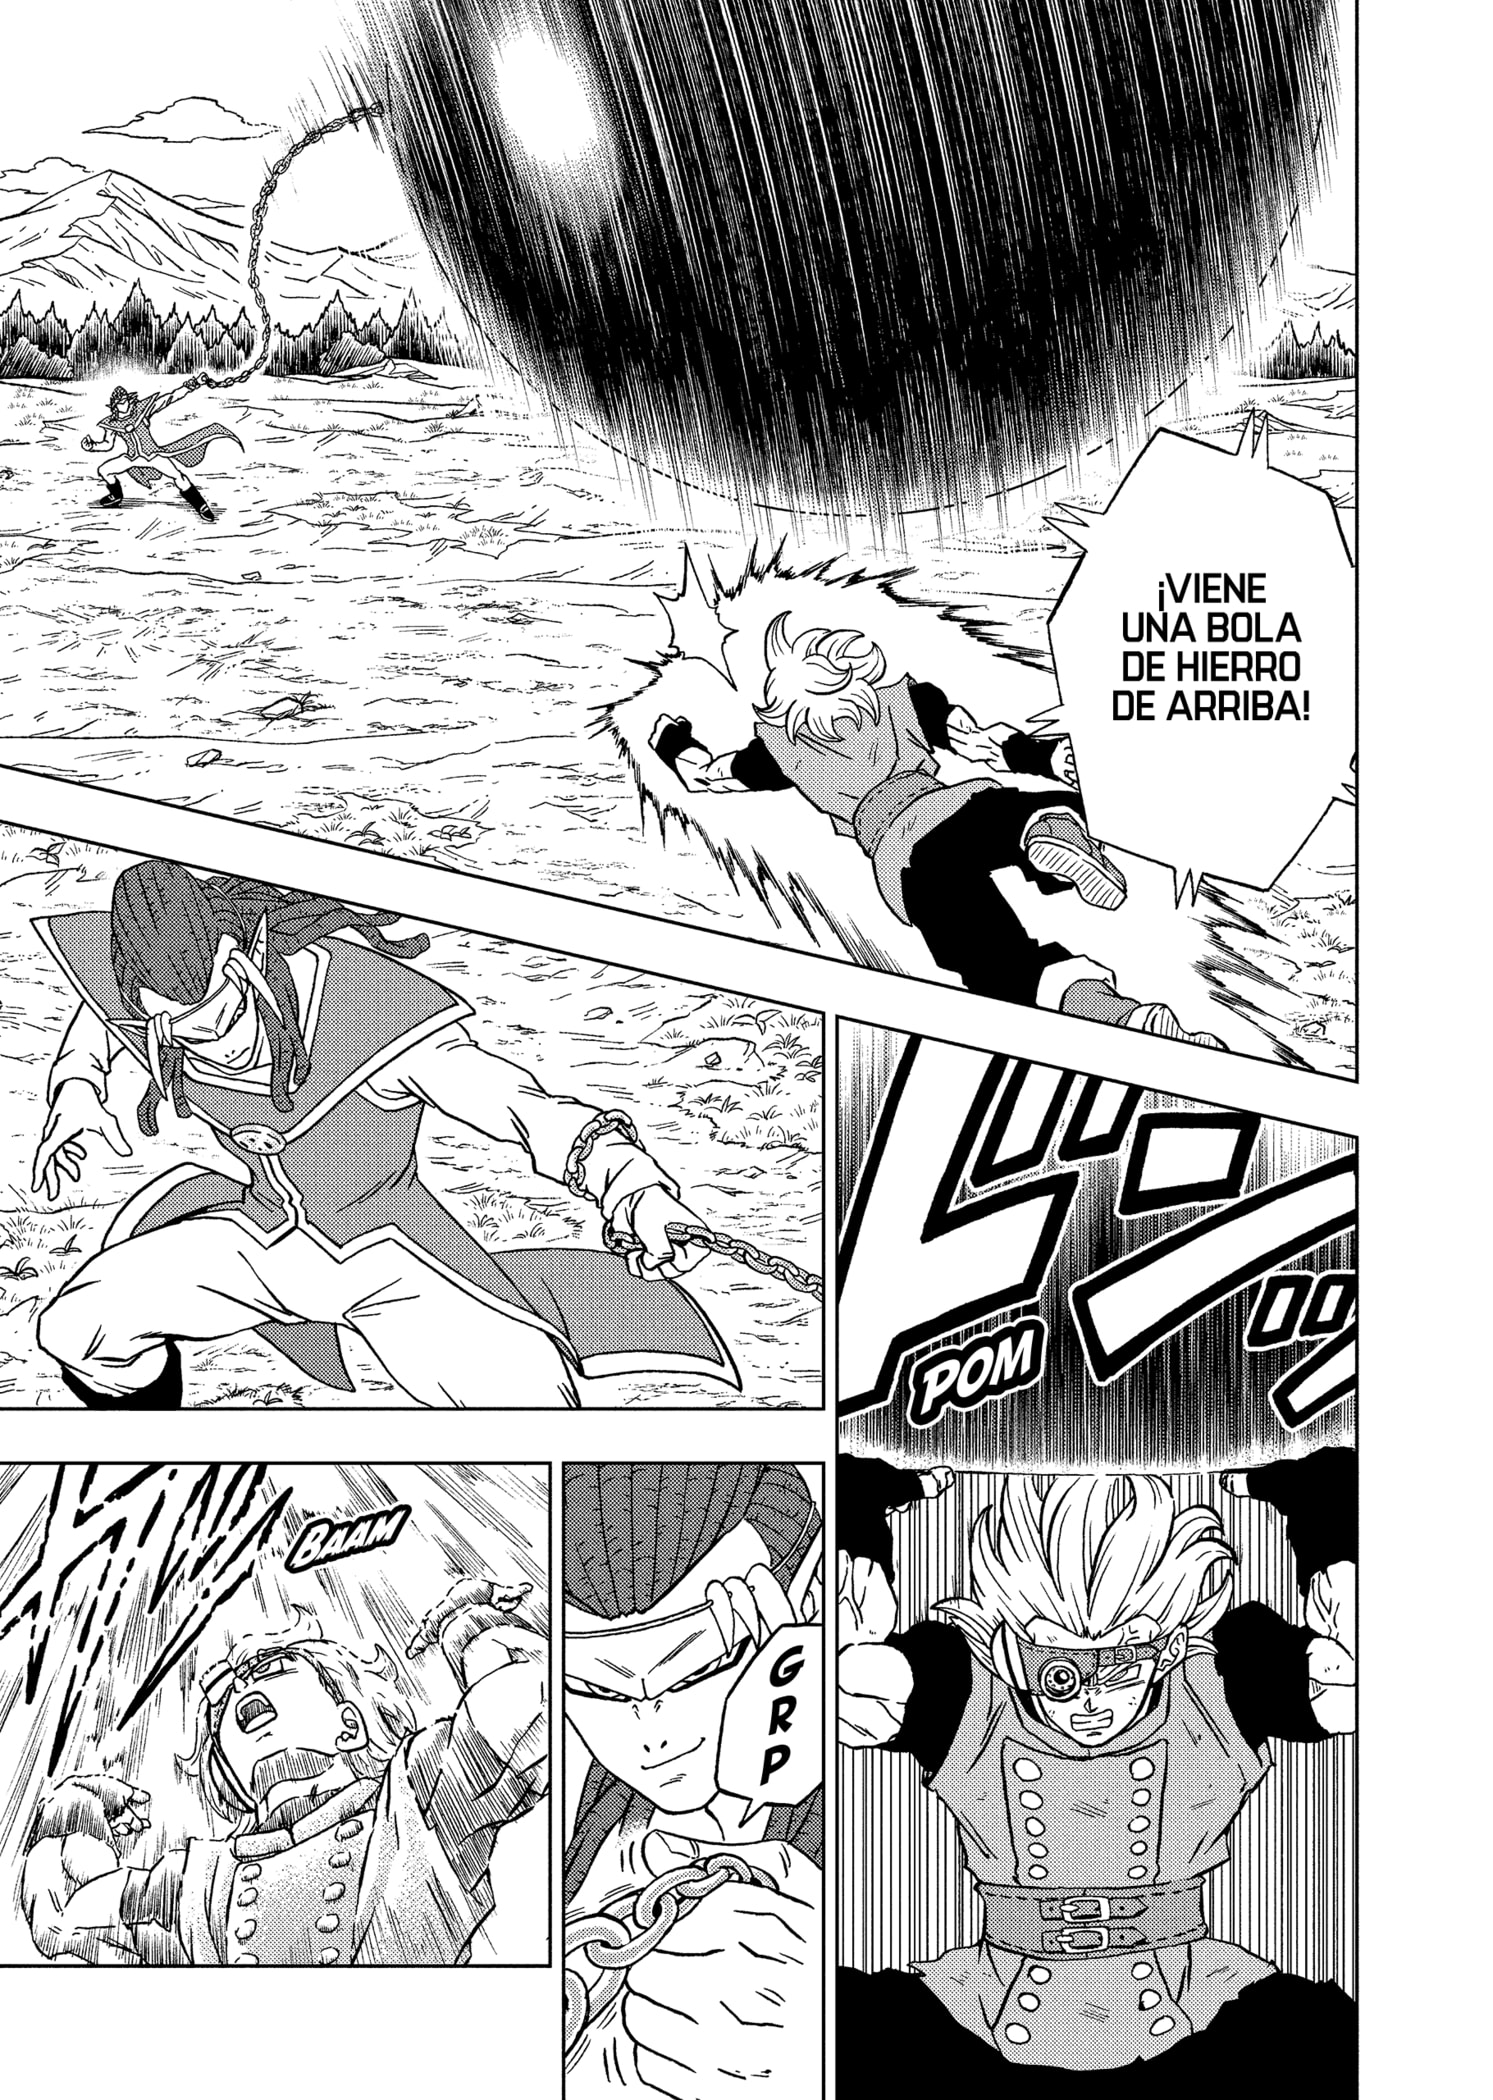 ¡VIENE
UNA BOLA
DE HIERRO
DE ARRIBA!
POM
GRP
BAAM